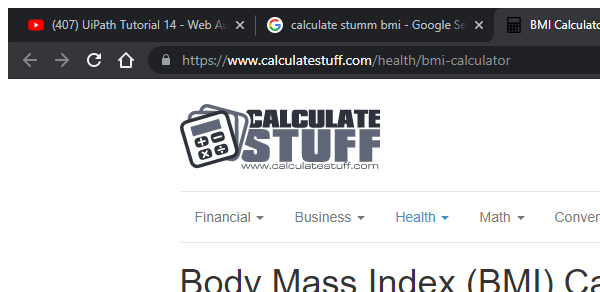 (407) UiPath Tutorial 14 - Web Au
calculate stumm bmi - Google Se
BMI Calculato
https://www.calculatestuff.com/health/bmi-calculator
CALCULATE
STUFF
www.calculatestuff.com
Financial Business Health Math Conver
Body Mass Index (BMI) Ca